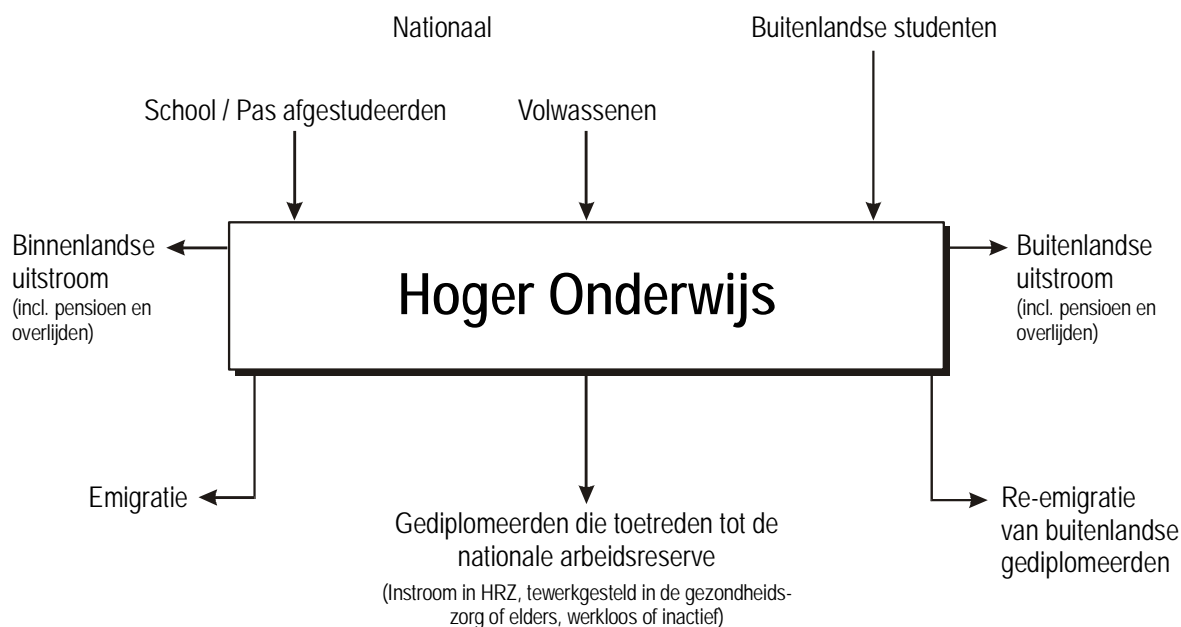 Nationaal
Buitenlandse studenten
School / Pas afgestudeerden
Volwassenen
Binnenlandse
uitstroom
(incl. pensioen en
overlijden)
Hoger Onderwijs
Buitenlandse
uitstroom
(incl. pensioen en
overlijden)
Emigratie
Gediplomeerden die toetreden tot de
nationale arbeidsreserve
(Instroom in HRZ, tewerkgesteld in de gezondheids-
zorg of elders, werkloos of inactief)
Re-emigratie
van buitenlandse
gediplomeerden